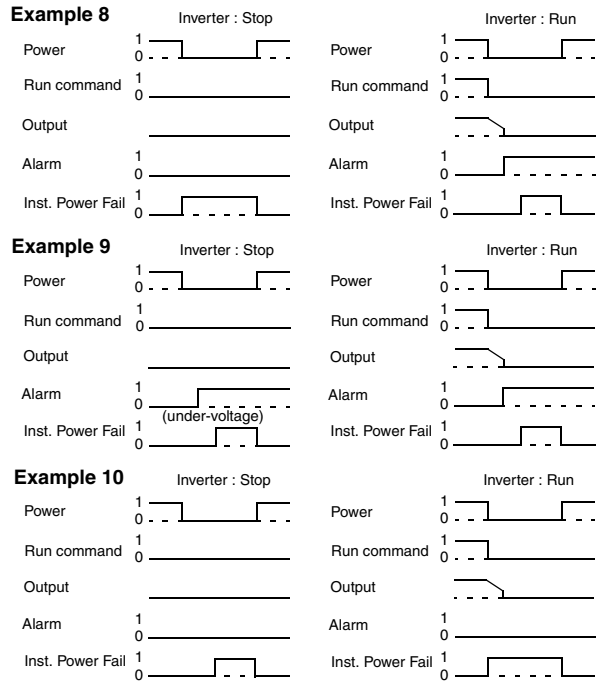 Example 8
Inverter : Stop
Power 1 0
Run command 1 0
Output
Alarm 1 0
Inst. Power Fail 1 0
Inverter : Run
Power 1 0
Run command 1 0
Output
Alarm 1 0
Inst. Power Fail 1 0
Example 9
Inverter : Stop
Power 1 0
Run command 1 0
Output
Alarm 1 0
(under-voltage)
Inst. Power Fail 1 0
Inverter : Run
Power 1 0
Run command 1 0
Output
Alarm 1 0
Inst. Power Fail 1 0
Example 10
Inverter : Stop
Power 1 0
Run command 1 0
Output
Alarm 1 0
Inst. Power Fail 1 0
Inverter : Run
Power 1 0
Run command 1 0
Output
Alarm 1 0
Inst. Power Fail 1 0